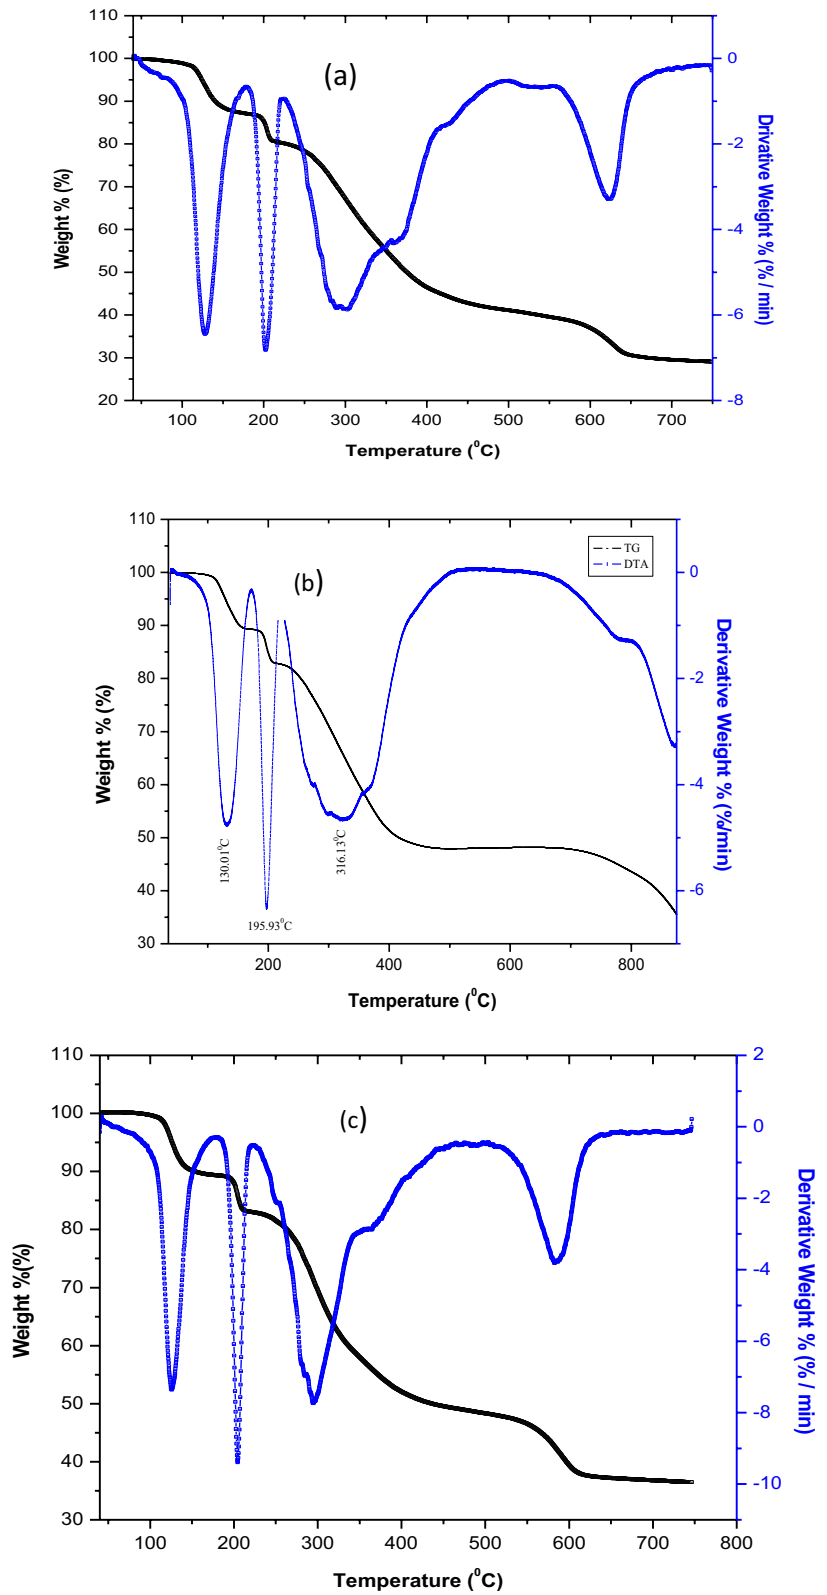 (a)
110
100
90
80
70
60
50
40
30
20
0
-2
-4
-6
-8
100 200 300 400 500 600 700
Weight % (%)
Drivative Weight % (% / min)
Temperature (⁰C)
(b)
TG
DTA
110
100
90
80
70
60
50
40
30
0
-2
-4
-6
200 400 600 800
130.01⁰C
195.93⁰C
316.13⁰C
Weight % (%)
Derivative Weight % (%/min)
Temperature (⁰C)
(c)
110
100
90
80
70
60
50
40
30
2
0
-2
-4
-6
-8
-10
100 200 300 400 500 600 700 800
Weight %(%)
Derivative Weight % (% / min)
Temperature (⁰C)